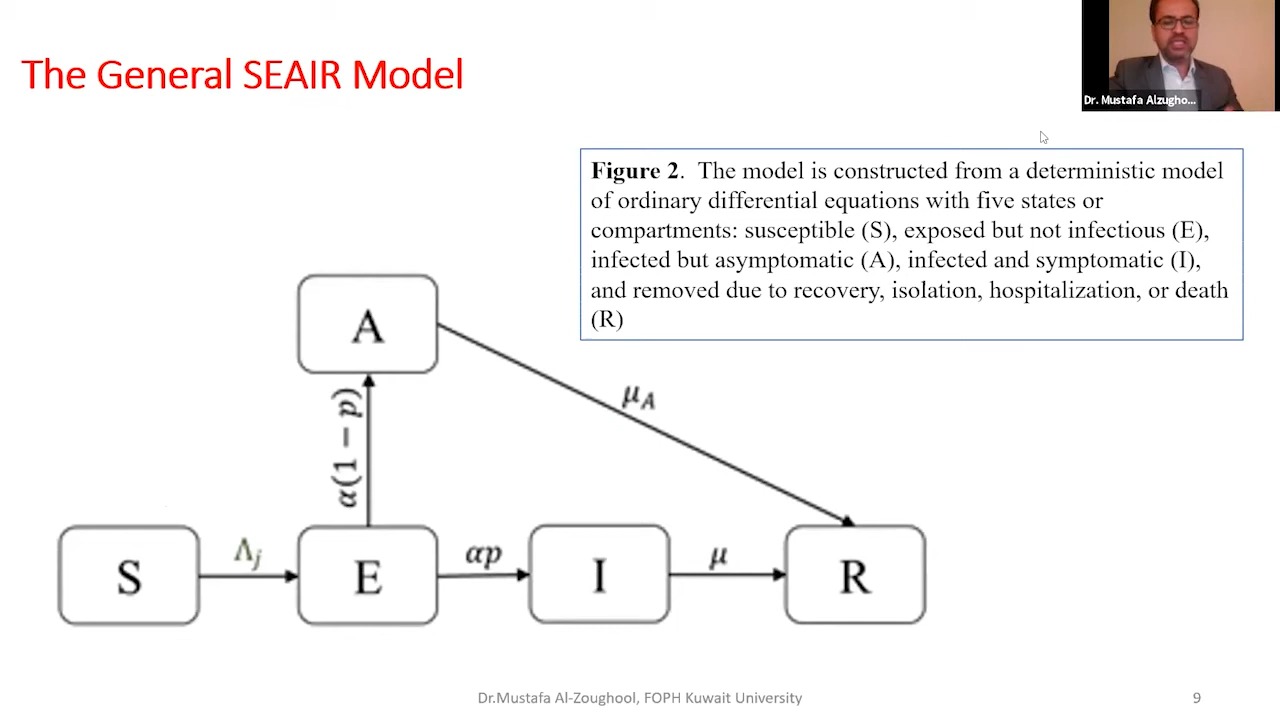 The General SEAIR Model
Dr. Mustafa Alzugho...
Figure 2. The model is constructed from a deterministic model
of ordinary differential equations with five states or
compartments: susceptible (S), exposed but not infectious (E),
infected but asymptomatic (A), infected and symptomatic (I),
and removed due to recovery, isolation, hospitalization, or death
(R)
A
μA
α(1 − p)
S
Λj
E
αp
I
μ
R
Dr.Mustafa Al-Zoughool, FOPH Kuwait University
9